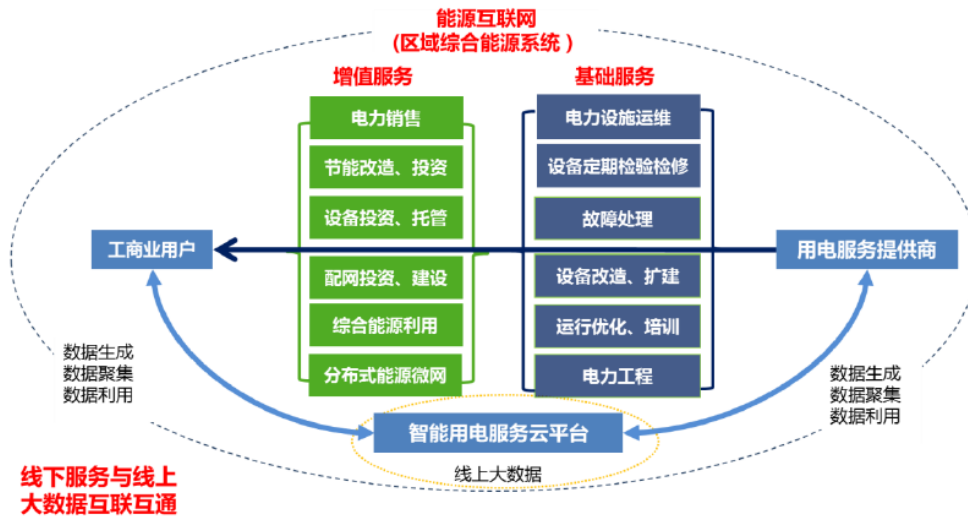 能源互联网
(区域综合能源系统 )
增值服务
基础服务
电力销售
节能改造、投资
设备投资、托管
配网投资、建设
综合能源利用
分布式能源微网
电力设施运维
设备定期检验检修
故障处理
设备改造、扩建
运行优化、培训
电力工程
工商业用户
用电服务提供商
数据生成
数据聚集
数据利用
数据生成
数据聚集
数据利用
智能用电服务云平台
线上大数据
线下服务与线上
大数据互联互通